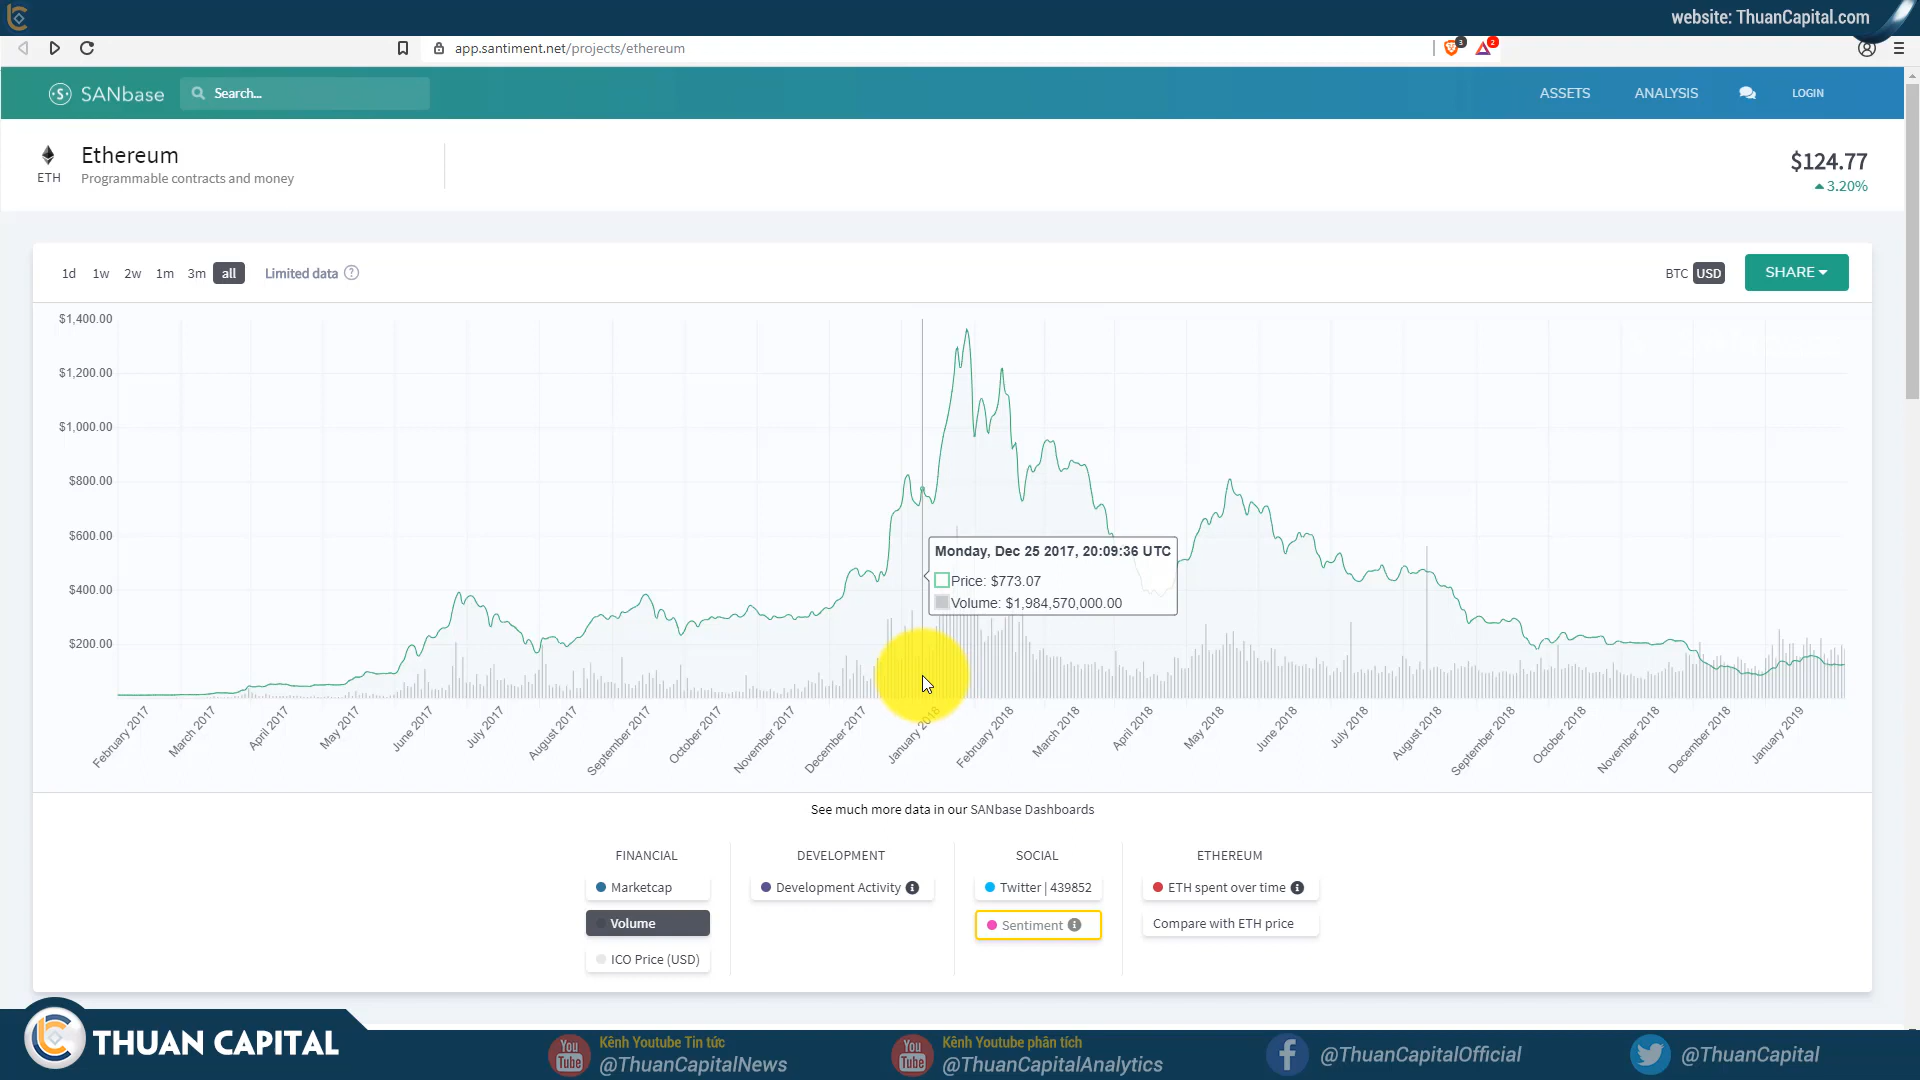 website: ThuanCapital.com
app.santiment.net/projects/ethereum
3
2
SANbase
Search...
ASSETS
ANALYSIS
LOGIN
ETH
Ethereum
Programmable contracts and money
$124.77
3.20%
1d
1w
2w
1m
3m
all
Limited data ?
BTC
USD
SHARE
$1,400.00
$1,200.00
$1,000.00
$800.00
$600.00
$400.00
$200.00
Monday, Dec 25 2017, 20:09:36 UTC
Price: $773.07
Volume: $1,984,570,000.00
February 2017
March 2017
April 2017
May 2017
June 2017
July 2017
August 2017
September 2017
October 2017
November 2017
December 2017
January 2018
February 2018
March 2018
April 2018
May 2018
June 2018
July 2018
August 2018
September 2018
October 2018
November 2018
December 2018
January 2019
See much more data in our SANbase Dashboards
FINANCIAL
Marketcap
Volume
ICO Price (USD)
DEVELOPMENT
Development Activity
SOCIAL
Twitter | 439852
Sentiment
ETHEREUM
ETH spent over time
Compare with ETH price
THUAN CAPITAL
You Tube
Kênh Youtube Tin tức
@ThuanCapitalNews
You Tube
Kênh Youtube phân tích
@ThuanCapitalAnalytics
@ThuanCapitalOfficial
@ThuanCapital